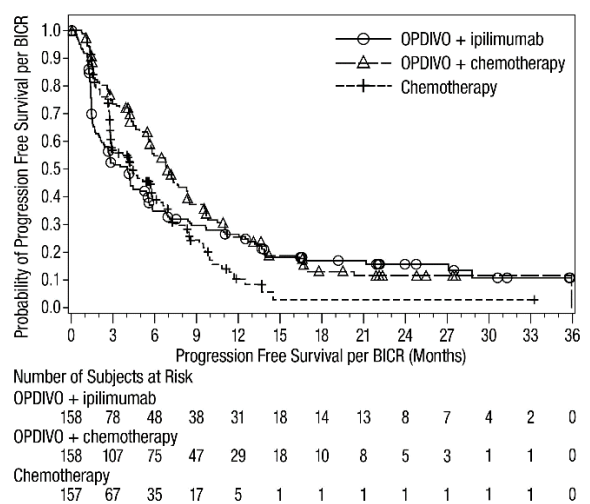 Probability of Progression Free Survival per BICR
1.0
0.9
0.8
0.7
0.6
0.5
0.4
0.3
0.2
0.1
0.0
OPDIVO + ipilimumab
OPDIVO + chemotherapy
Chemotherapy
0 3 6 9 12 15 18 21 24 27 30 33 36
Progression Free Survival per BICR (Months)
Number of Subjects at Risk
OPDIVO + ipilimumab
158 78 48 38 31 18 14 13 8 7 4 2 0
OPDIVO + chemotherapy
158 107 75 47 29 18 10 8 5 3 1 1 0
Chemotherapy
157 67 35 17 5 1 1 1 1 1 1 1 0